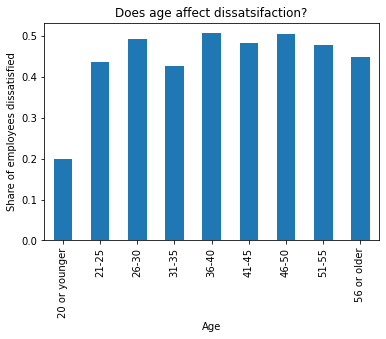 Does age affect dissatsifaction?
Share of employees dissatisfied
0.5
0.4
0.3
0.2
0.1
0.0
20 or younger
21-25
26-30
31-35
36-40
41-45
46-50
51-55
56 or older
Age